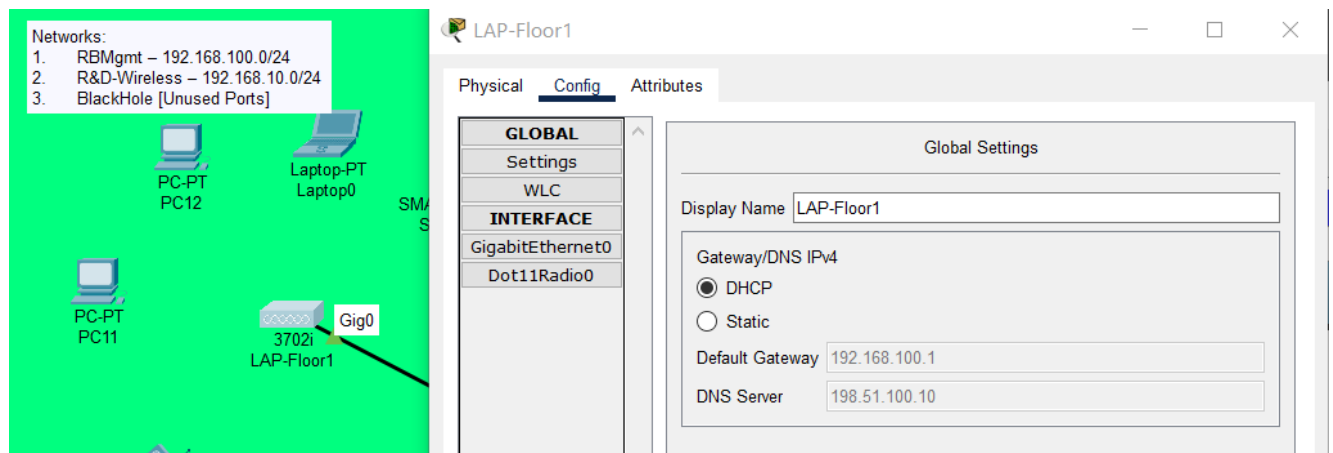 Networks:
1. RBMgmt – 192.168.100.0/24
2. R&D-Wireless – 192.168.10.0/24
3. BlackHole [Unused Ports]
PC-PT
PC12
Laptop-PT
Laptop0
PC-PT
PC11
Gig0
3702i
LAP-Floor1
LAP-Floor1
Physical Config Attributes
GLOBAL
Settings
WLC
INTERFACE
GigabitEthernet0
Dot11Radio0
Global Settings
Display Name LAP-Floor1
Gateway/DNS IPv4
DHCP
Static
Default Gateway 192.168.100.1
DNS Server 198.51.100.10